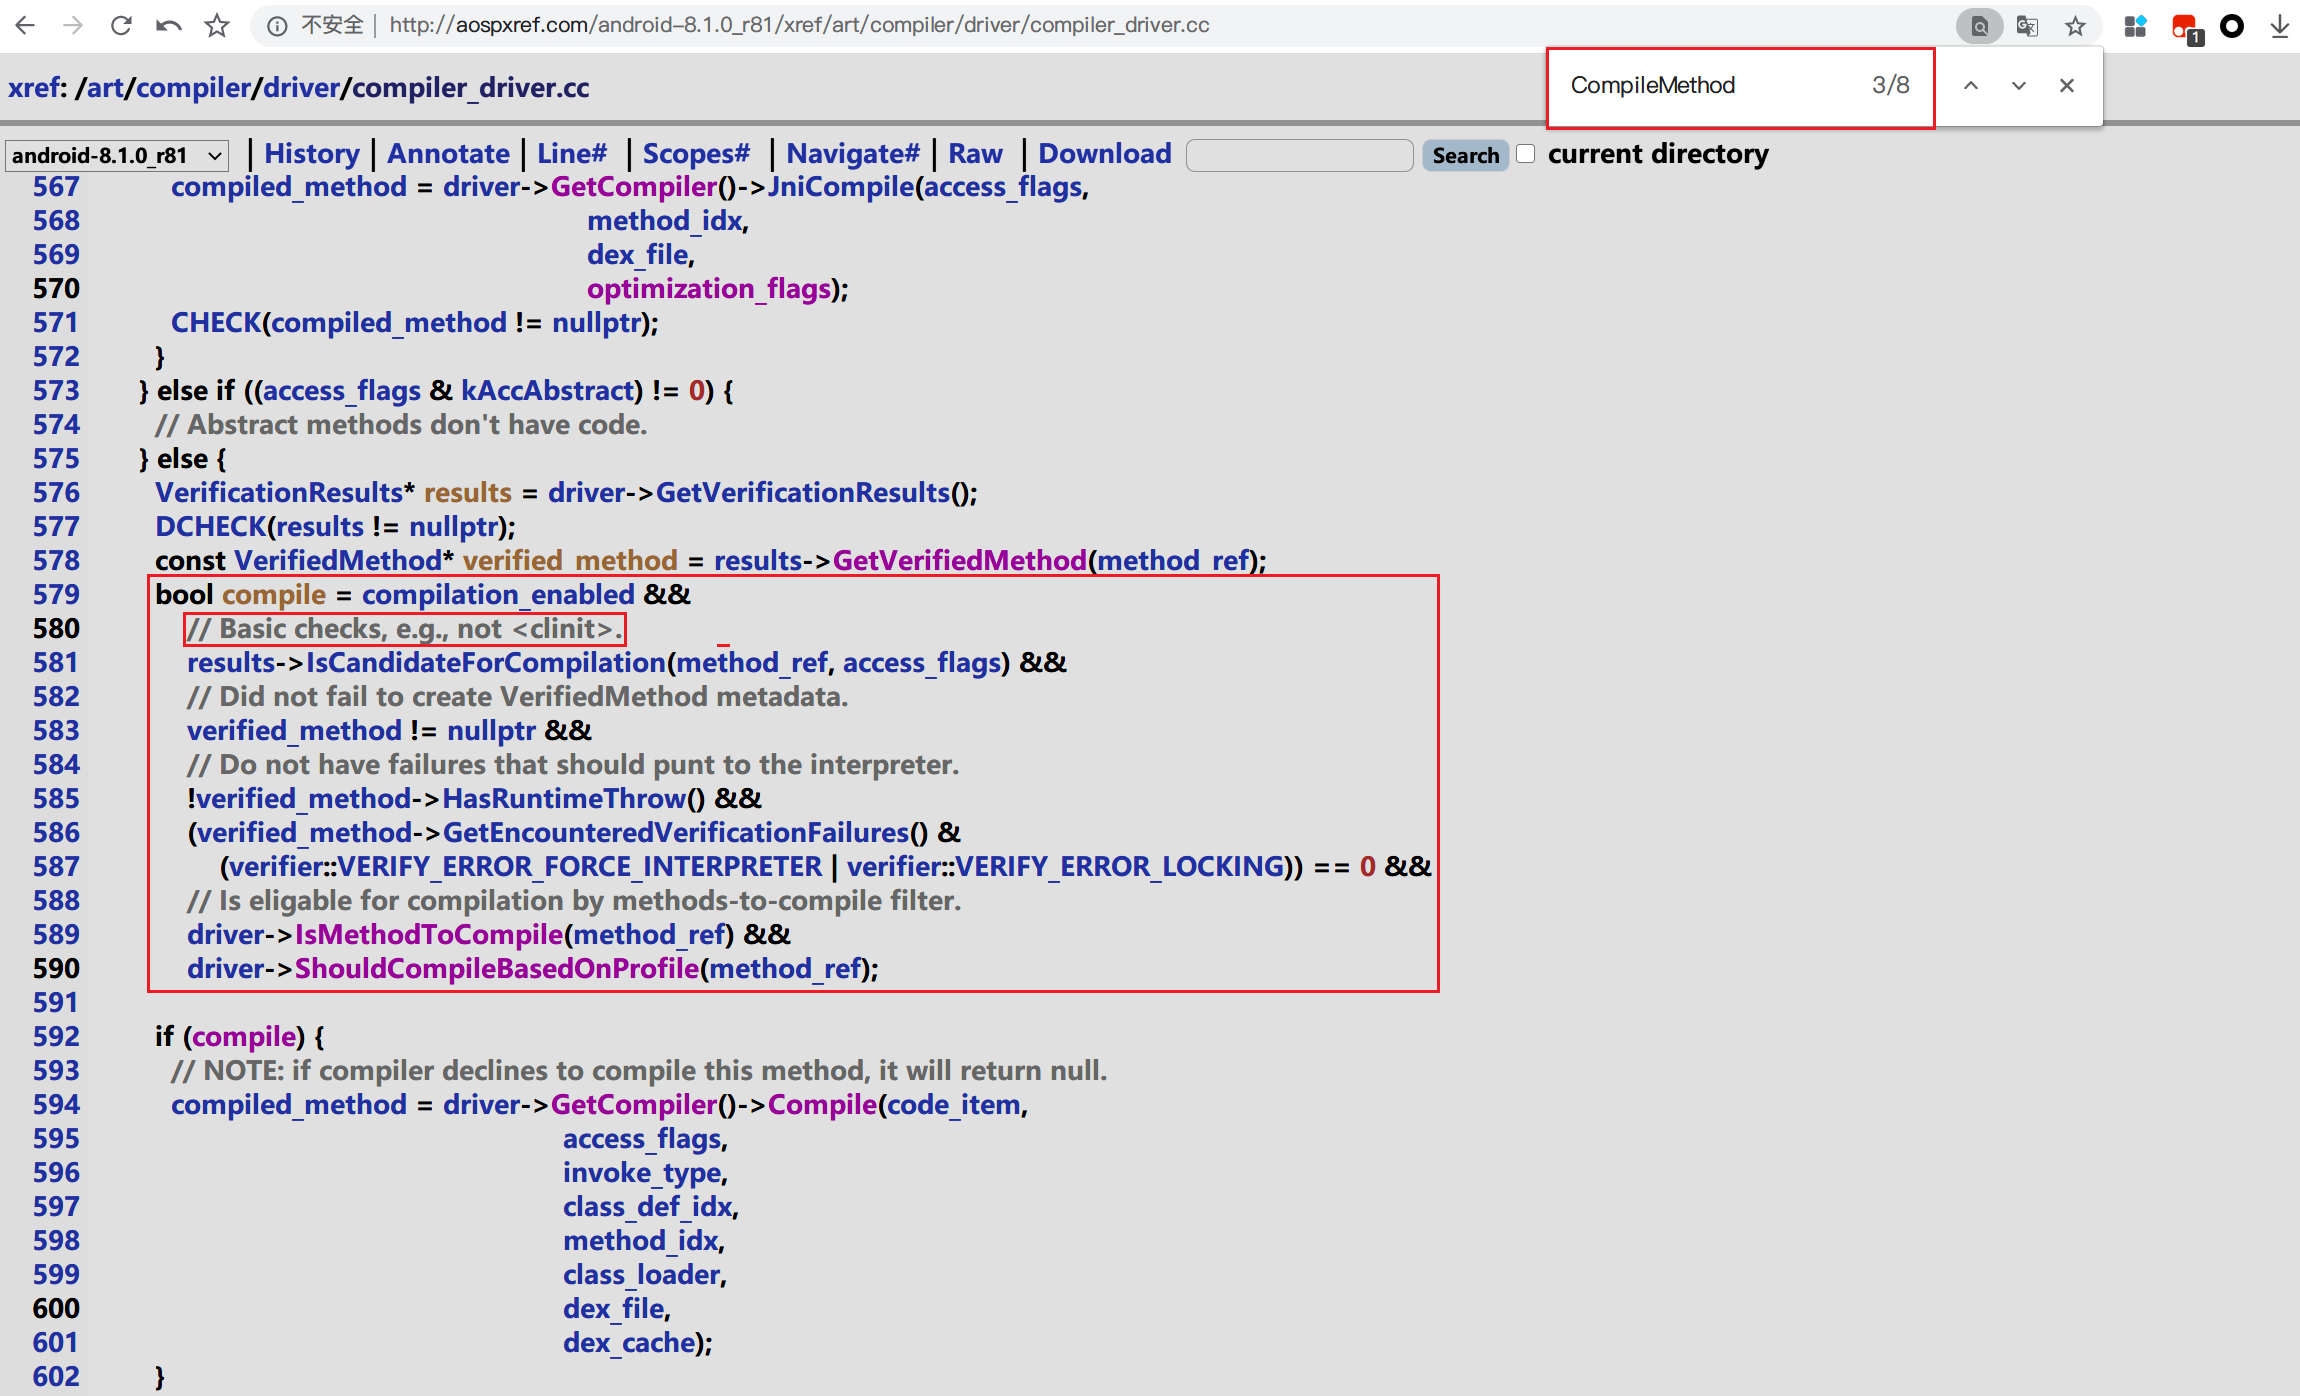 不安全 | http://aospxref.com/android-8.1.0_r81/xref/art/compiler/driver/compiler_driver.cc
1
xref: /art/compiler/driver/compiler_driver.cc
CompileMethod 3/8
android-8.1.0_r81 | History | Annotate | Line# | Scopes# | Navigate# | Raw | Download Search current directory
567 compiled_method = driver->GetCompiler()->JniCompile(access_flags,
568 method_idx,
569 dex_file,
570 optimization_flags);
571 CHECK(compiled_method != nullptr);
572 }
573 } else if ((access_flags & kAccAbstract) != 0) {
574 // Abstract methods don't have code.
575 } else {
576 VerificationResults* results = driver->GetVerificationResults();
577 DCHECK(results != nullptr);
578 const VerifiedMethod* verified_method = results->GetVerifiedMethod(method_ref);
579 bool compile = compilation_enabled &&
580 // Basic checks, e.g., not <clinit>.
581 results->IsCandidateForCompilation(method_ref, access_flags) &&
582 // Did not fail to create VerifiedMethod metadata.
583 verified_method != nullptr &&
584 // Do not have failures that should punt to the interpreter.
585 !verified_method->HasRuntimeThrow() &&
586 (verified_method->GetEncounteredVerificationFailures() &
587 (verifier::VERIFY_ERROR_FORCE_INTERPRETER | verifier::VERIFY_ERROR_LOCKING)) == 0 &&
588 // Is eligable for compilation by methods-to-compile filter.
589 driver->IsMethodToCompile(method_ref) &&
590 driver->ShouldCompileBasedOnProfile(method_ref);
591
592 if (compile) {
593 // NOTE: if compiler declines to compile this method, it will return null.
594 compiled_method = driver->GetCompiler()->Compile(code_item,
595 access_flags,
596 invoke_type,
597 class_def_idx,
598 method_idx,
599 class_loader,
600 dex_file,
601 dex_cache);
602 }